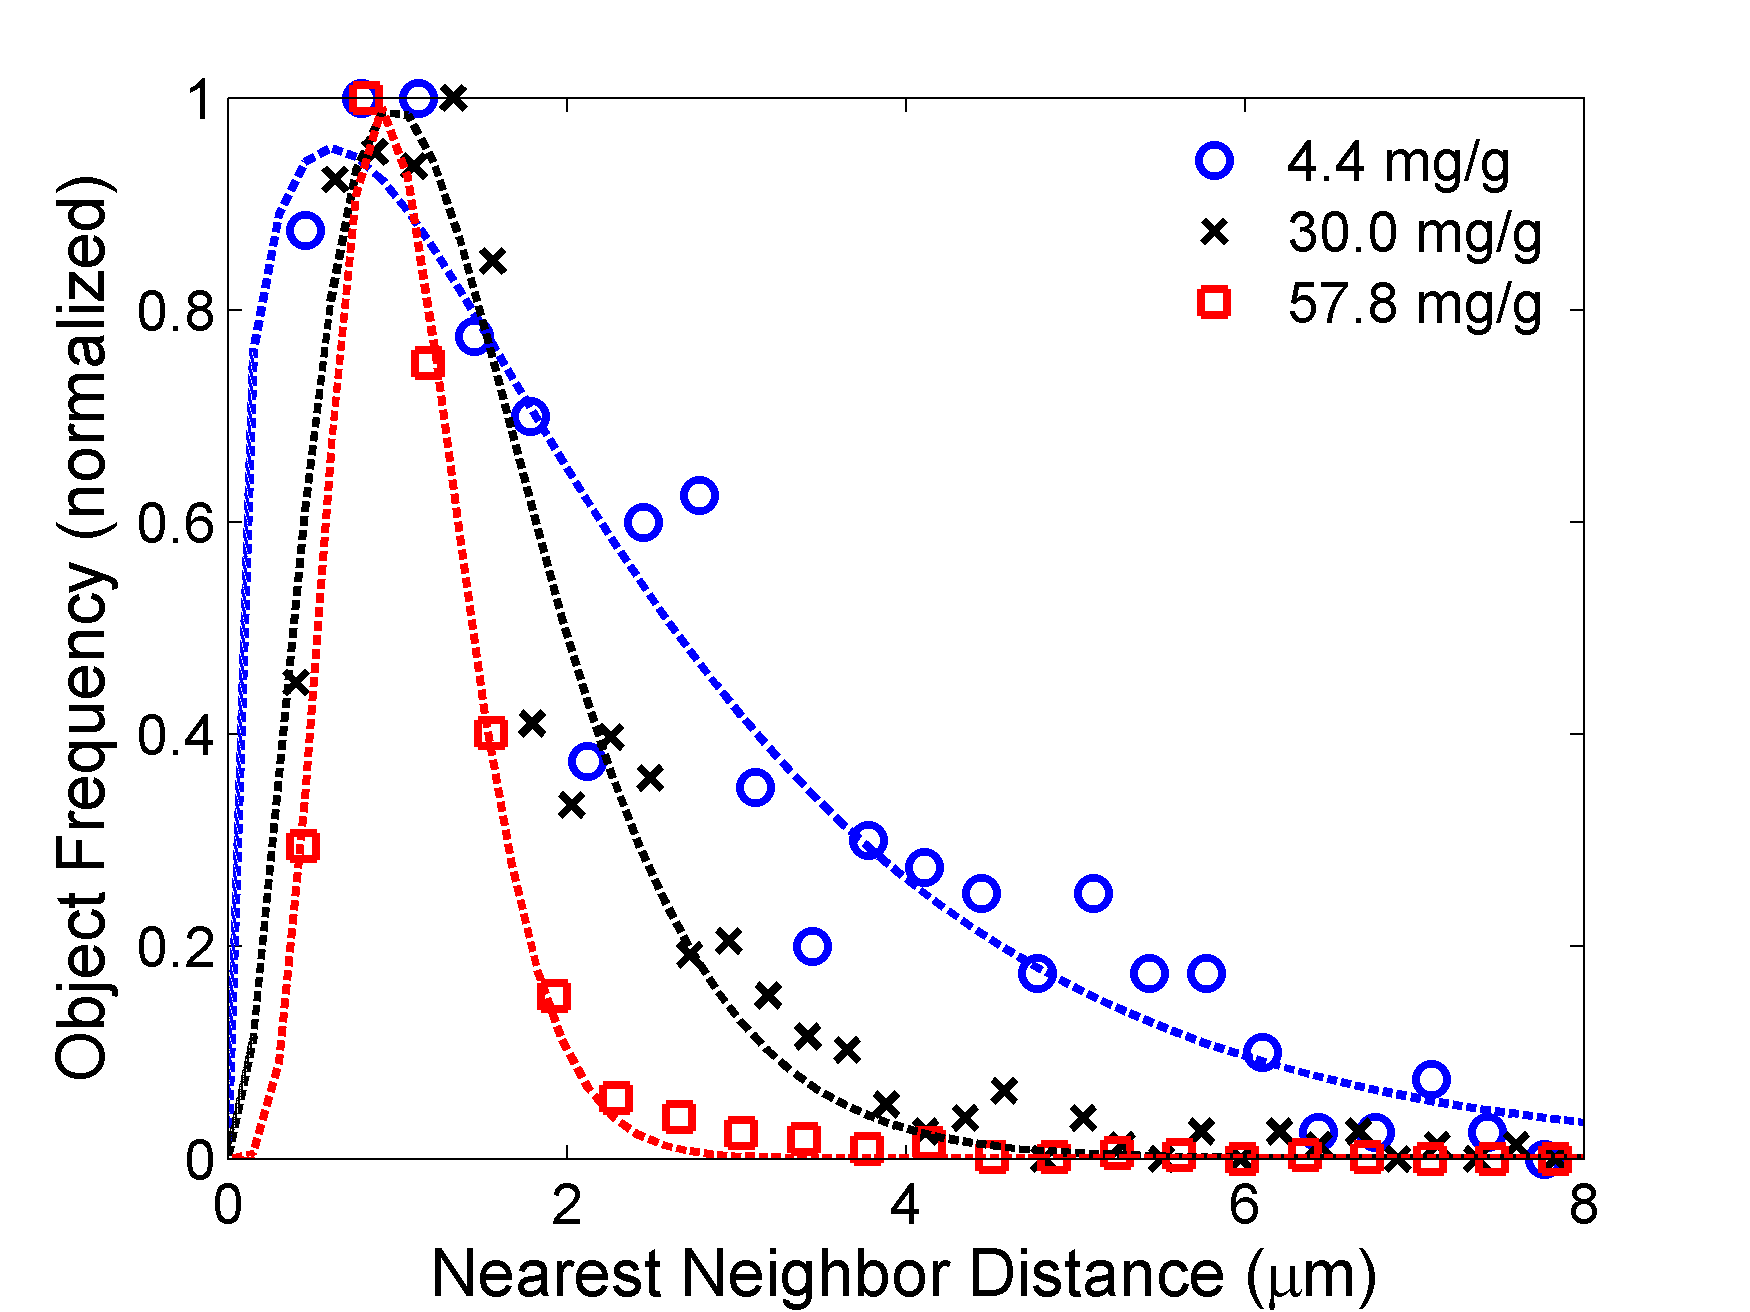 1
0.8
0.6
0.4
0.2
0
0
2
4
6
8
Object Frequency (normalized)
Nearest Neighbor Distance (μm)
4.4 mg/g
30.0 mg/g
57.8 mg/g